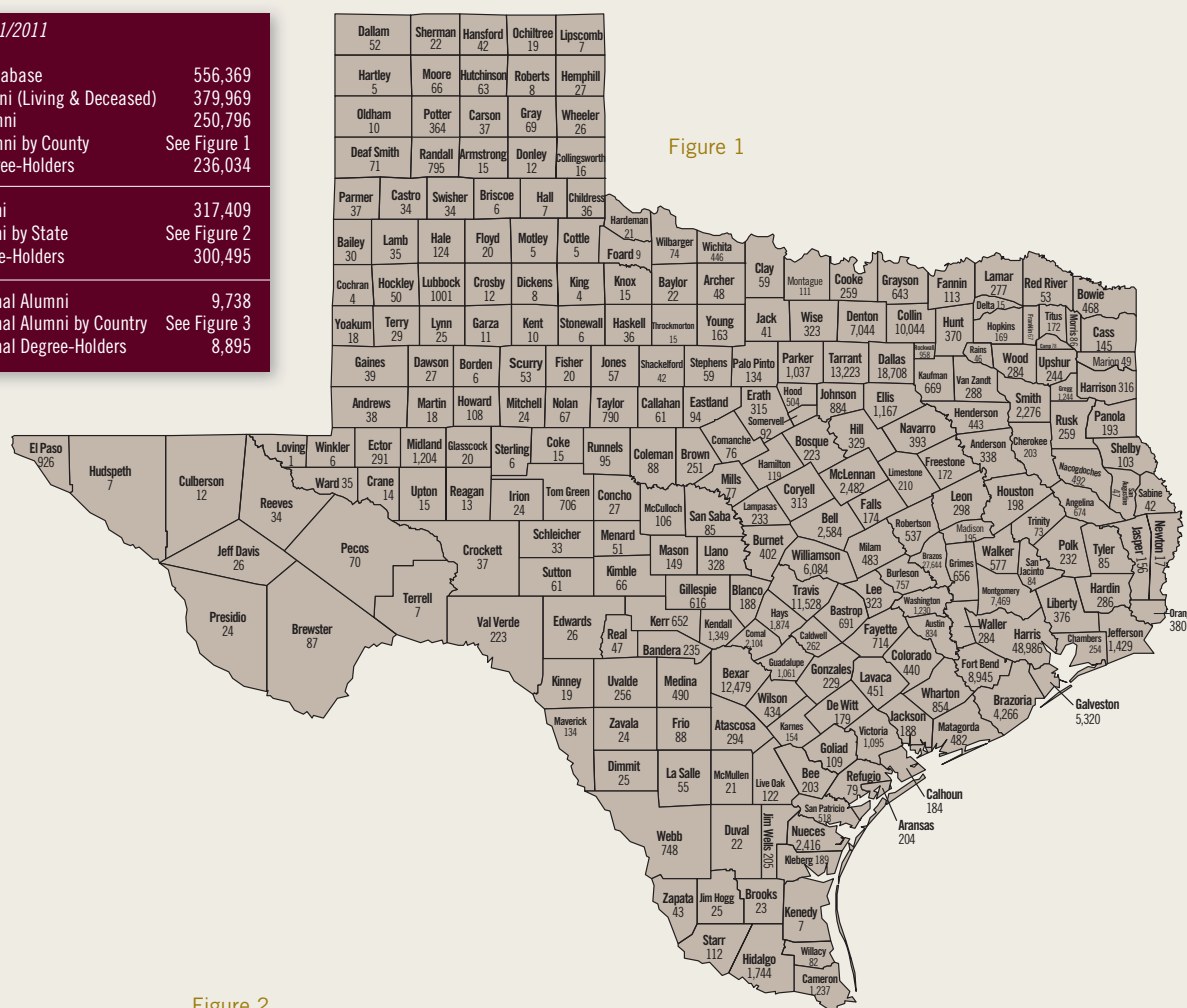 1/2011
abase 556,369
ni (Living & Deceased) 379,969
nni 250,796
mni by County See Figure 1
ree-Holders 236,034
ni 317,409
ni by State See Figure 2
e-Holders 300,495
nal Alumni 9,738
nal Alumni by Country See Figure 3
nal Degree-Holders 8,895
Figure 1
Dallam 52
Sherman 22
Hansford 42
Ochiltree 19
Lipscomb 7
Hartley 5
Moore 66
Hutchinson 63
Roberts 8
Hemphill 27
Oldham 10
Potter 364
Carson 37
Gray 69
Wheeler 26
Deaf Smith 71
Randall 795
Armstrong 15
Donley 12
Collingsworth 16
Parmer 37
Castro 34
Swisher 34
Briscoe 6
Hall 7
Childress 36
Hardeman 21
Bailey 30
Lamb 35
Hale 124
Floyd 20
Motley 5
Cottle 5
Foard 9
Wilbarger 74
Wichita 446
Cochran 4
Hockley 50
Lubbock 1001
Crosby 12
Dickens 8
King 4
Knox 15
Baylor 22
Archer 48
Clay 59
Montague 111
Cooke 259
Grayson 643
Fannin 113
Lamar 277
Red River 53
Bowie 468
Delta 15
Yoakum 18
Terry 29
Lynn 25
Garza 11
Kent 10
Stonewall 6
Haskell 36
Throckmorton 15
Young 163
Jack 41
Wise 323
Denton 7,044
Collin 10,044
Hunt 370
Hopkins 169
Titus 172
Cass 145
Gaines 39
Dawson 27
Borden 6
Scurry 53
Fisher 20
Jones 57
Shackelford 42
Stephens 59
Palo Pinto 134
Parker 1,037
Tarrant 13,223
Dallas 18,708
Rockwall 958
Kaufman 669
Rains
Van Zandt 288
Wood 284
Upshur 244
Marion 49
Gregg 1,244
Harrison 316
Andrews 38
Martin 18
Howard 108
Mitchell 24
Nolan 67
Taylor 790
Callahan 61
Eastland 94
Erath 315
Hood 504
Somervell 92
Johnson 884
Ellis 1,167
Henderson 443
Smith 2,276
Rusk 259
Panola 193
El Paso 926
Hudspeth 7
Culberson 12
Reeves 34
Loving 1
Winkler 6
Ector 291
Midland 1,204
Glasscock 20
Sterling 6
Coke 15
Runnels 95
Coleman 88
Brown 251
Comanche 76
Bosque 223
Hill 329
Navarro 393
Anderson 338
Cherokee 203
Nacogdoches 492
Shelby 103
Ward 35
Crane 14
Upton 15
Reagan 13
Irion 24
Tom Green 706
Concho 27
McCulloch 106
San Saba 85
Mills 77
Hamilton 119
Coryell 313
McLennan 2,482
Limestone 210
Freestone 172
Leon 298
Houston 198
Angelina 674
San Augustine
Sabine 42
Lampasas 233
Bell 2,584
Falls 174
Robertson 537
Madison 195
Trinity 73
Polk 232
Tyler 85
Jasper 156
Newton 17
Jeff Davis 26
Pecos 70
Crockett 37
Schleicher 33
Menard 51
Mason 149
Llano 328
Burnet 402
Williamson 6,084
Milam 483
Brazos 27,644
Grimes 656
Walker 577
San Jacinto 84
Presidio 24
Brewster 87
Terrell 7
Val Verde 223
Sutton 61
Kimble 66
Gillespie 616
Blanco 188
Travis 11,528
Lee 323
Burleson 757
Washington 1,230
Montgomery 7,469
Liberty 376
Hardin 286
Oran 380
Edwards 26
Real 47
Kerr 652
Bandera 235
Kendall 1,349
Hays 1,874
Comal 2,104
Caldwell 262
Bastrop 691
Fayette 714
Austin 834
Waller 284
Harris 48,986
Chambers 254
Jefferson 1,429
Kinney 19
Uvalde 256
Medina 490
Bexar 12,479
Guadalupe 1,061
Gonzales 229
Lavaca 451
Colorado 440
Fort Bend 8,945
Brazoria 4,266
Galveston 5,320
Maverick 134
Zavala 24
Frio 88
Atascosa 294
Wilson 434
Karnes 154
De Witt 179
Victoria 1,095
Jackson 188
Wharton 854
Matagorda 482
Dimmit 25
La Salle 55
McMullen 21
Live Oak 122
Bee 203
Goliad 109
Refugio 79
Calhoun 184
Aransas 204
San Patricio 518
Webb 748
Duval 22
Jim Wells 205
Nueces 2,416
Kleberg 189
Zapata 43
Jim Hogg 25
Brooks 23
Kenedy 7
Starr 112
Hidalgo 1,744
Willacy 82
Cameron 1,237
Figure 2